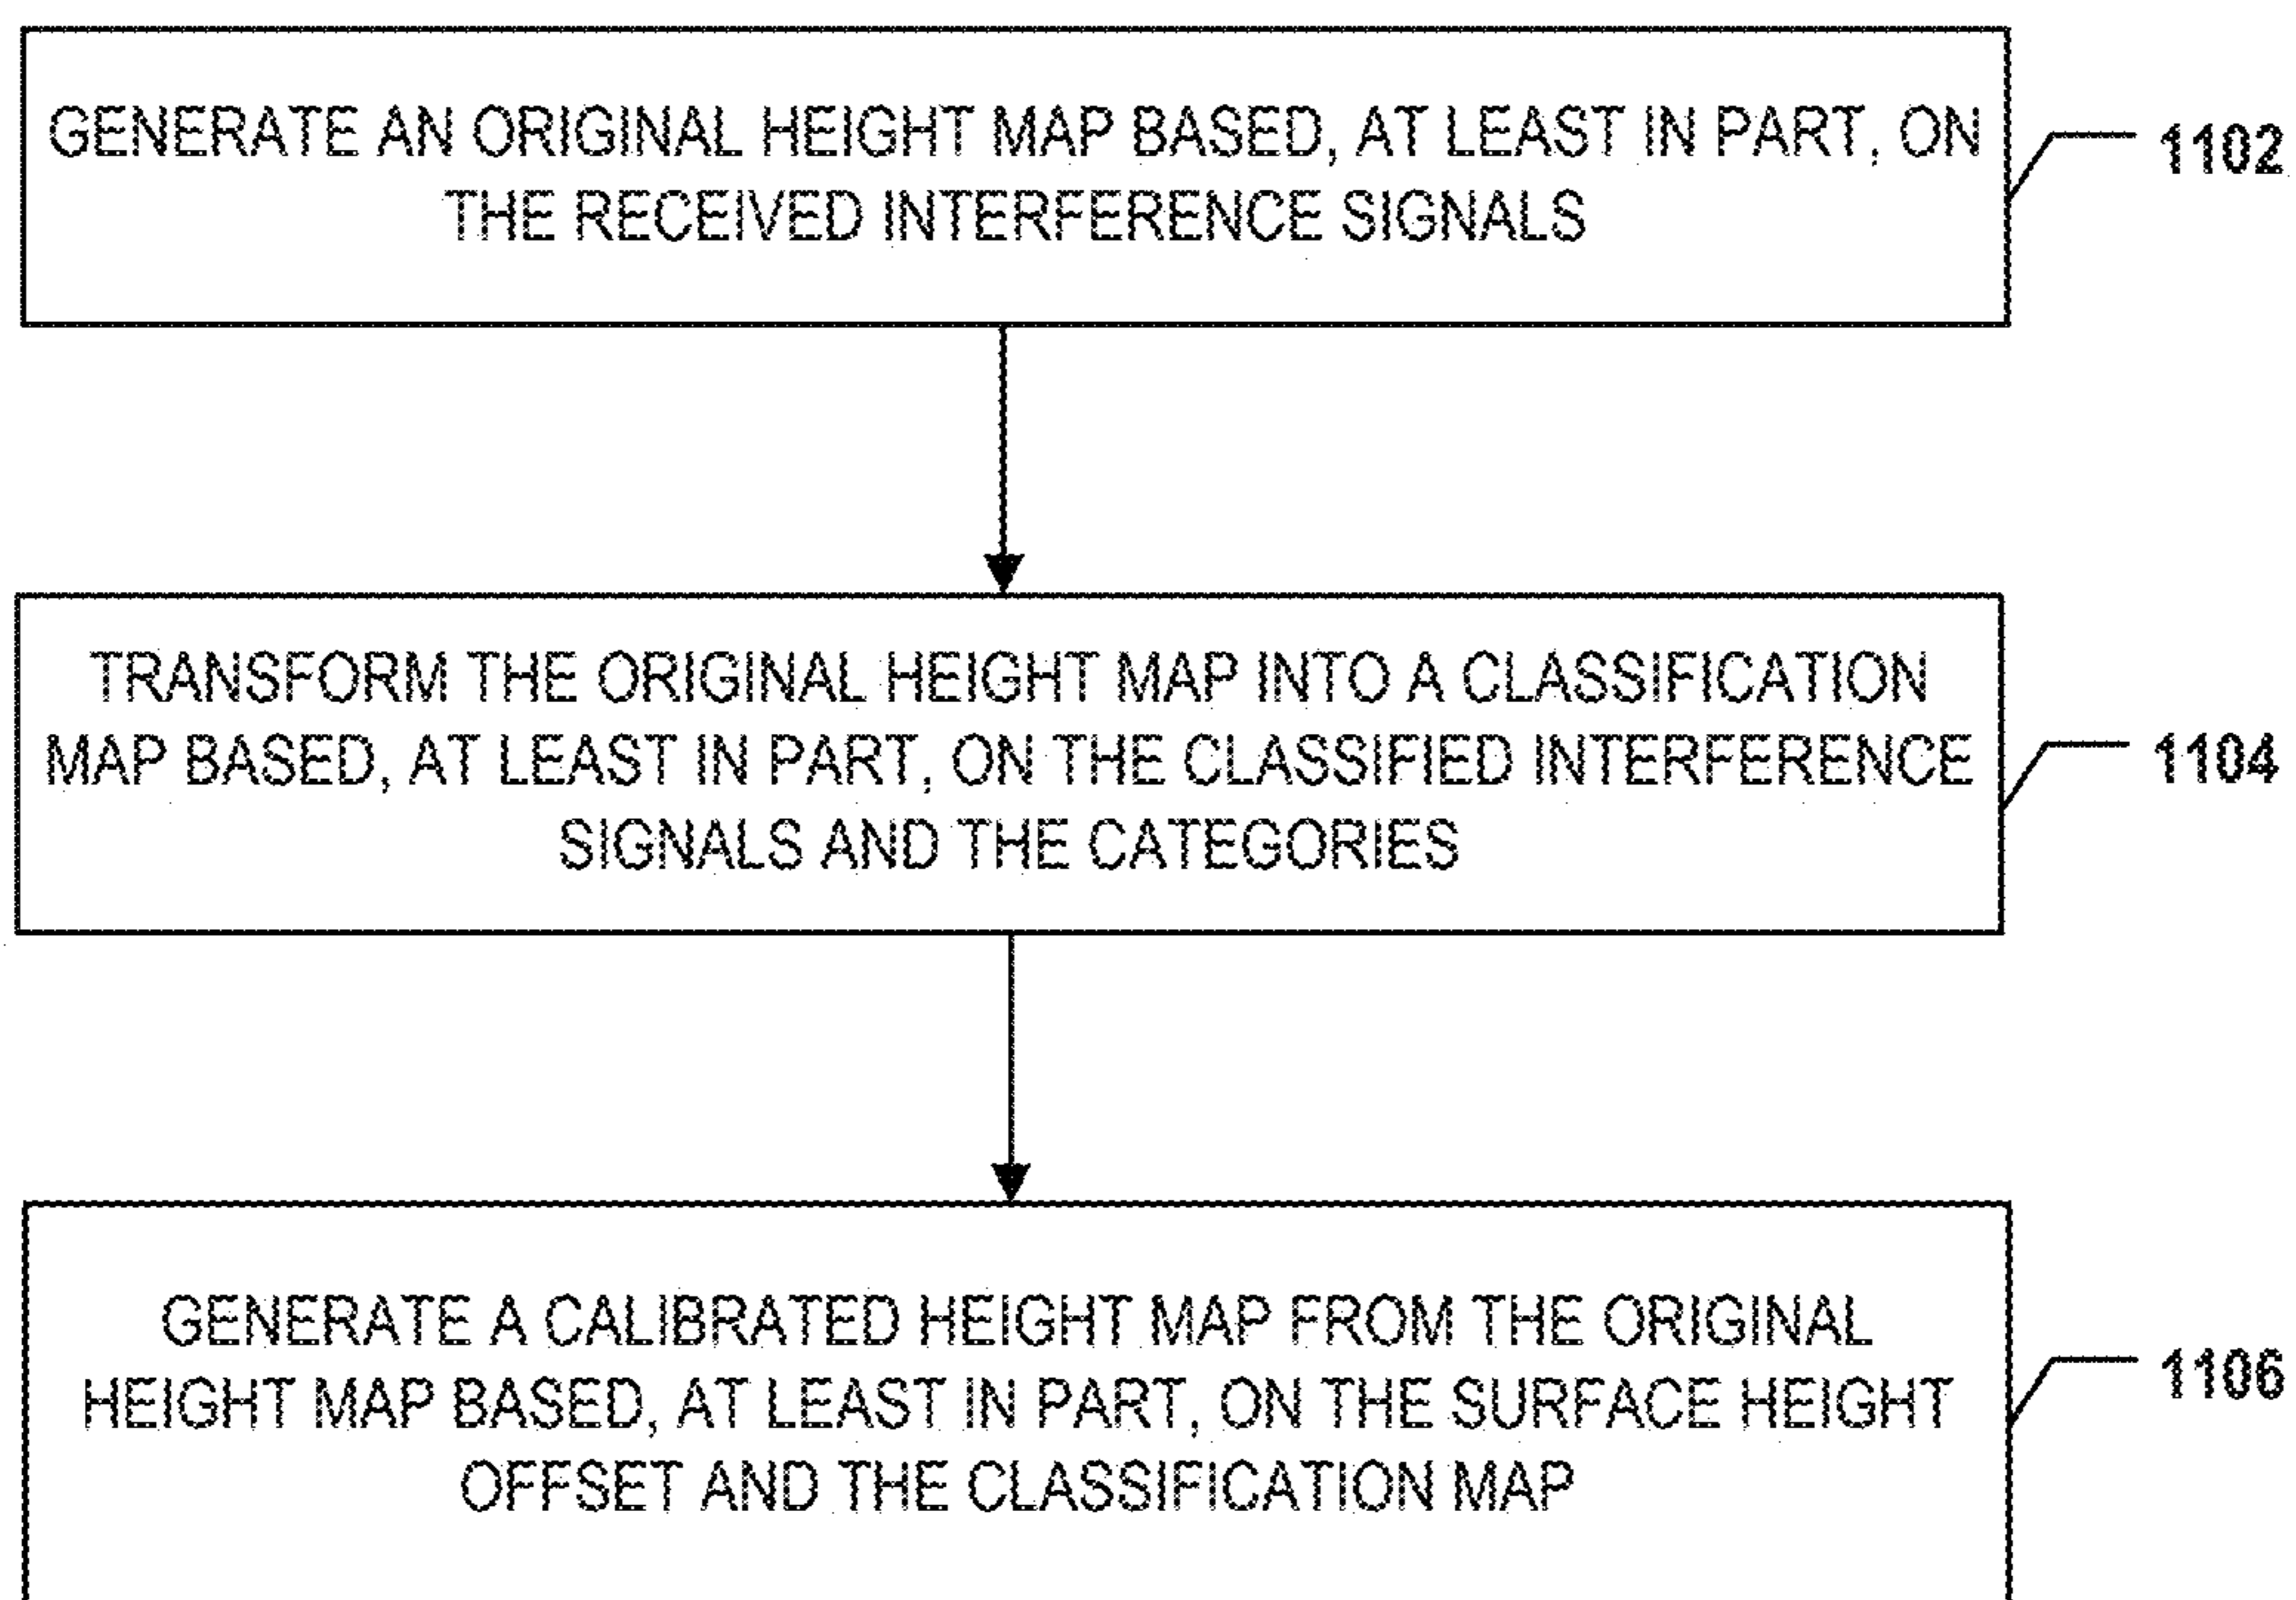 GENERATE AN ORIGINAL HEIGHT MAP BASED, AT LEAST IN PART, ON
THE RECEIVED INTERFERENCE SIGNALS
1102
TRANSFORM THE ORIGINAL HEIGHT MAP INTO A CLASSIFICATION
MAP BASED, AT LEAST IN PART, ON THE CLASSIFIED INTERFERENCE
SIGNALS AND THE CATEGORIES
1104
GENERATE A CALIBRATED HEIGHT MAP FROM THE ORIGINAL
HEIGHT MAP BASED, AT LEAST IN PART, ON THE SURFACE HEIGHT
OFFSET AND THE CLASSIFICATION MAP
1106